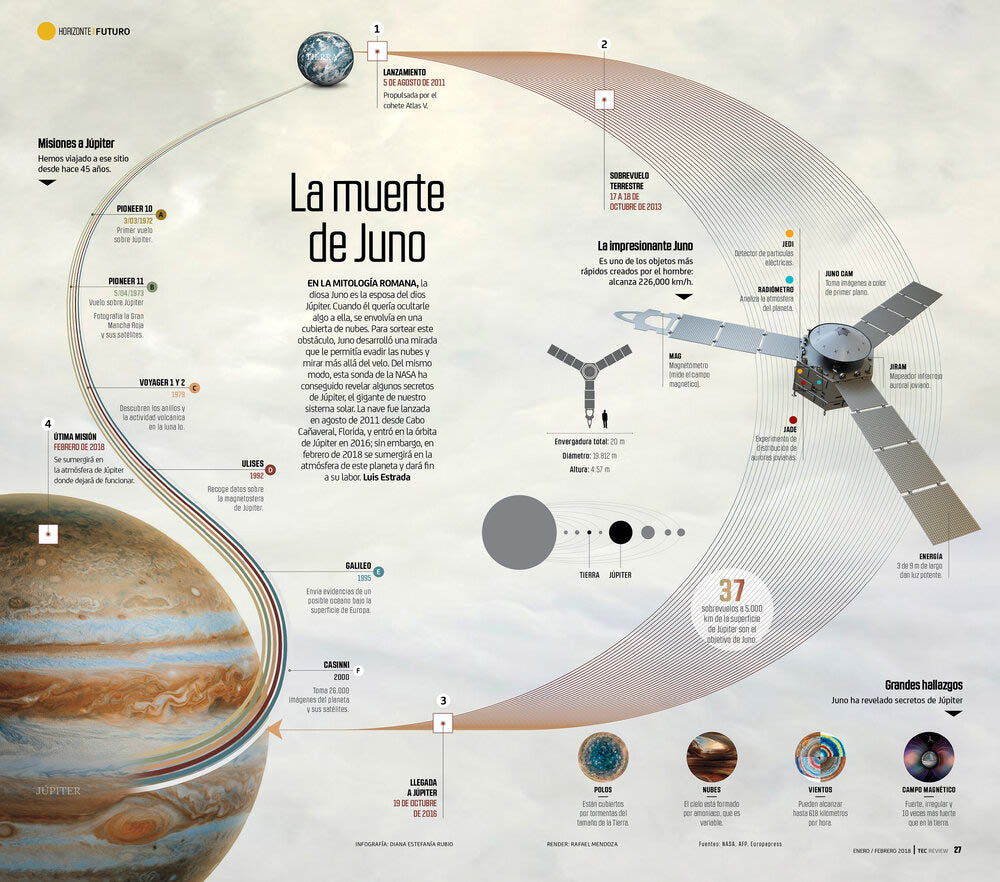 HORIZONTE | FUTURO
TIERRA
1
LANZAMIENTO
5 DE AGOSTO DE 2011
Propulsada por el
cohete Atlas V.
2
SOBREVUELO
TERRESTRE
17 A 18 DE
OCTUBRE DE 2013
Misiones a Júpiter
Hemos viajado a ese sitio
desde hace 45 años.
PIONEER 10
A
3/03/1972
Primer vuelo
sobre Júpiter.
PIONEER 11
B
5/04/1973
Vuelo sobre Júpiter
Fotografía la Gran
Mancha Roja
y sus satélites.
VOYAGER 1 Y 2
C
1979
Descubren los anillos y
la actividad volcánica
en la luna Io.
ULISES
D
1992
Recoge datos sobre
la magnetosfera
de Júpiter.
GALILEO
E
1995
Envía evidencias de un
posible océano bajo la
superficie de Europa.
CASINNI
F
2000
Toma 26,000
imágenes del planeta
y sus satélites.
4
ÚTIMA MISIÓN
FEBRERO DE 2018
Se sumergirá en
la atmósfera de Júpiter
donde dejará de funcionar.
JÚPITER
La muerte
de Juno
EN LA MITOLOGÍA ROMANA, la
diosa Juno es la esposa del dios
Júpiter. Cuando él quería ocultarle
algo a ella, se envolvía en una
cubierta de nubes. Para sortear este
obstáculo, Juno desarrolló una mirada
que le permitía evadir las nubes y
mirar más allá del velo. Del mismo
modo, esta sonda de la NASA ha
conseguido revelar algunos secretos
de Júpiter, el gigante de nuestro
sistema solar. La nave fue lanzada
en agosto de 2011 desde Cabo
Cañaveral, Florida, y entró en la órbita
de Júpiter en 2016; sin embargo, en
febrero de 2018 se sumergirá en la
atmósfera de este planeta y dará fin
a su labor. Luis Estrada
La impresionante Juno
Es uno de los objetos más
rápidos creados por el hombre:
alcanza 226,000 km/h.
JEDI
Detector de partículas
eléctricas.
RADIÓMETRO
Analiza la atmósfera
del planeta.
JUNO CAM
Toma imágenes a color
de primer plano.
MAG
Magnetómetro
(mide el campo
magnético).
JIRAM
Mapeador infrarrojo
auroral joviano.
JADE
Experimento de
distribución de
auroras jovianas.
ENERGÍA
3 de 9 m de largo
dan luz potente.
Envergadura total: 20 m
Diámetro: 19.812 m
Altura: 4.57 m
TIERRA
JÚPITER
37
sobrevuelos a 5,000
km de la superficie
de Júpiter son el
objetivo de Juno.
3
LLEGADA
A JÚPITER
19 DE OCTUBRE
DE 2016
Grandes hallazgos
Juno ha revelado secretos de Júpiter
POLOS
Están cubiertos
por tormentas del
tamaño de la Tierra.
NUBES
El cielo está formado
por amoniaco, que es
variable.
VIENTOS
Pueden alcanzar
hasta 618 kilómetros
por hora.
CAMPO MAGNÉTICO
Fuerte, irregular y
10 veces más fuerte
que en la tierra.
INFOGRAFÍA: DIANA ESTEFANÍA RUBIO
RENDER: RAFAEL MENDOZA
Fuentes: NASA, AFP, Europapress
ENERO / FEBRERO 2018 | TEC REVIEW 27